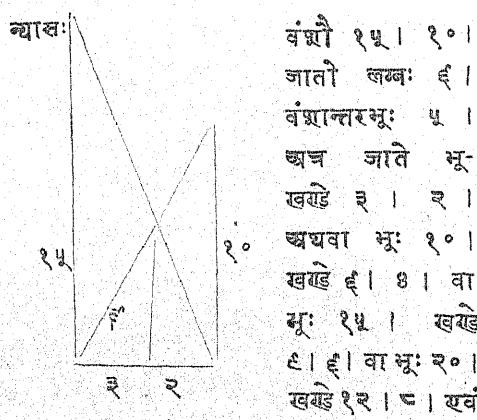 न्यासः
वंशौ १५ । १० ।
जातो लम्बः ६ ।
वंशान्तरभूः ५ ।
अत्र जाते भू-
खण्डे ३ । २ ।
अथवा भूः १० ।
खण्डे ६ । ४ । वा
भूः १५ । खण्डे
९ । ६ । वा भूः २० ।
खण्डे १२ । ८ । एवं
१५
१०
६
३ २